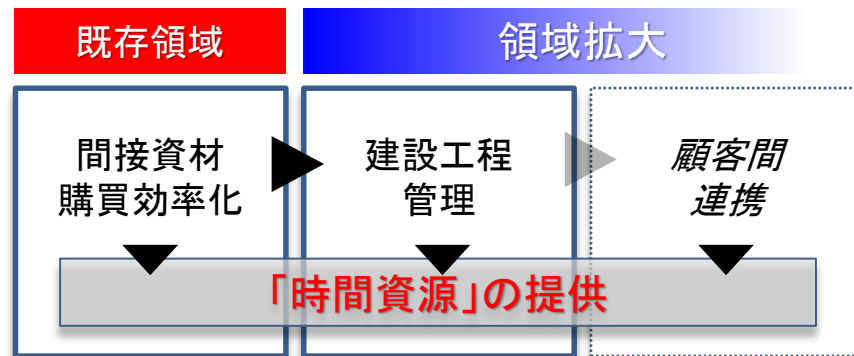 既存領域
領域拡大
間接資材
購買効率化
建設工程
管理
顧客間
連携
「時間資源」の提供